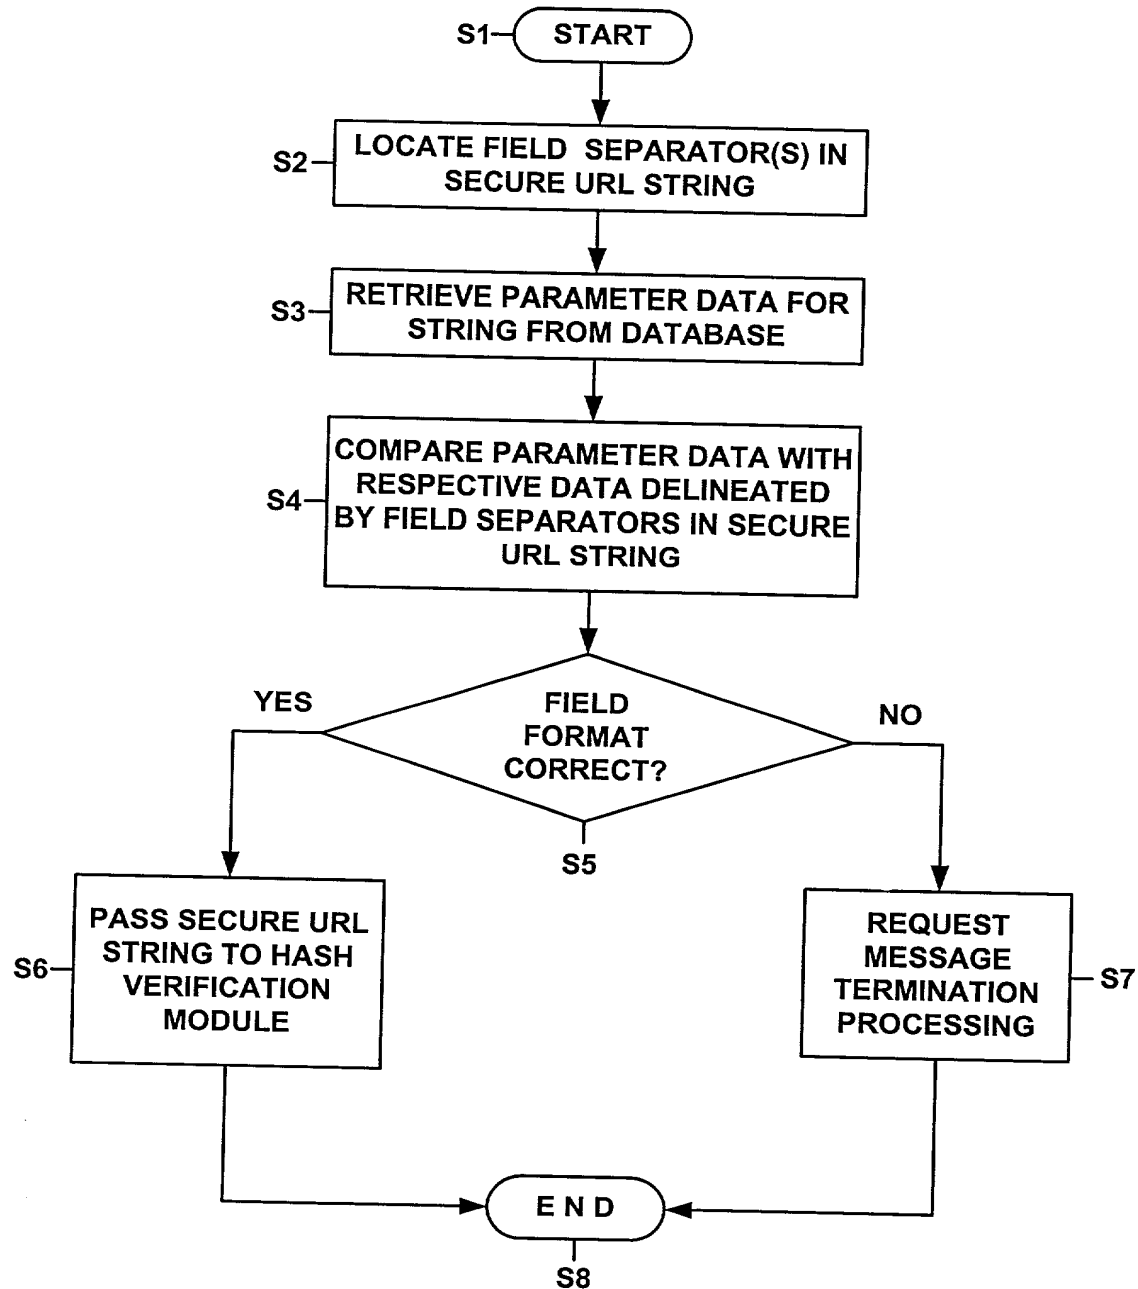 S1
START
S2
LOCATE FIELD SEPARATOR(S) IN
SECURE URL STRING
S3
RETRIEVE PARAMETER DATA FOR
STRING FROM DATABASE
S4
COMPARE PARAMETER DATA WITH
RESPECTIVE DATA DELINEATED
BY FIELD SEPARATORS IN SECURE
URL STRING
YES
FIELD
FORMAT
CORRECT?
NO
S5
S6
PASS SECURE URL
STRING TO HASH
VERIFICATION
MODULE
REQUEST
MESSAGE
TERMINATION
PROCESSING
S7
END
S8